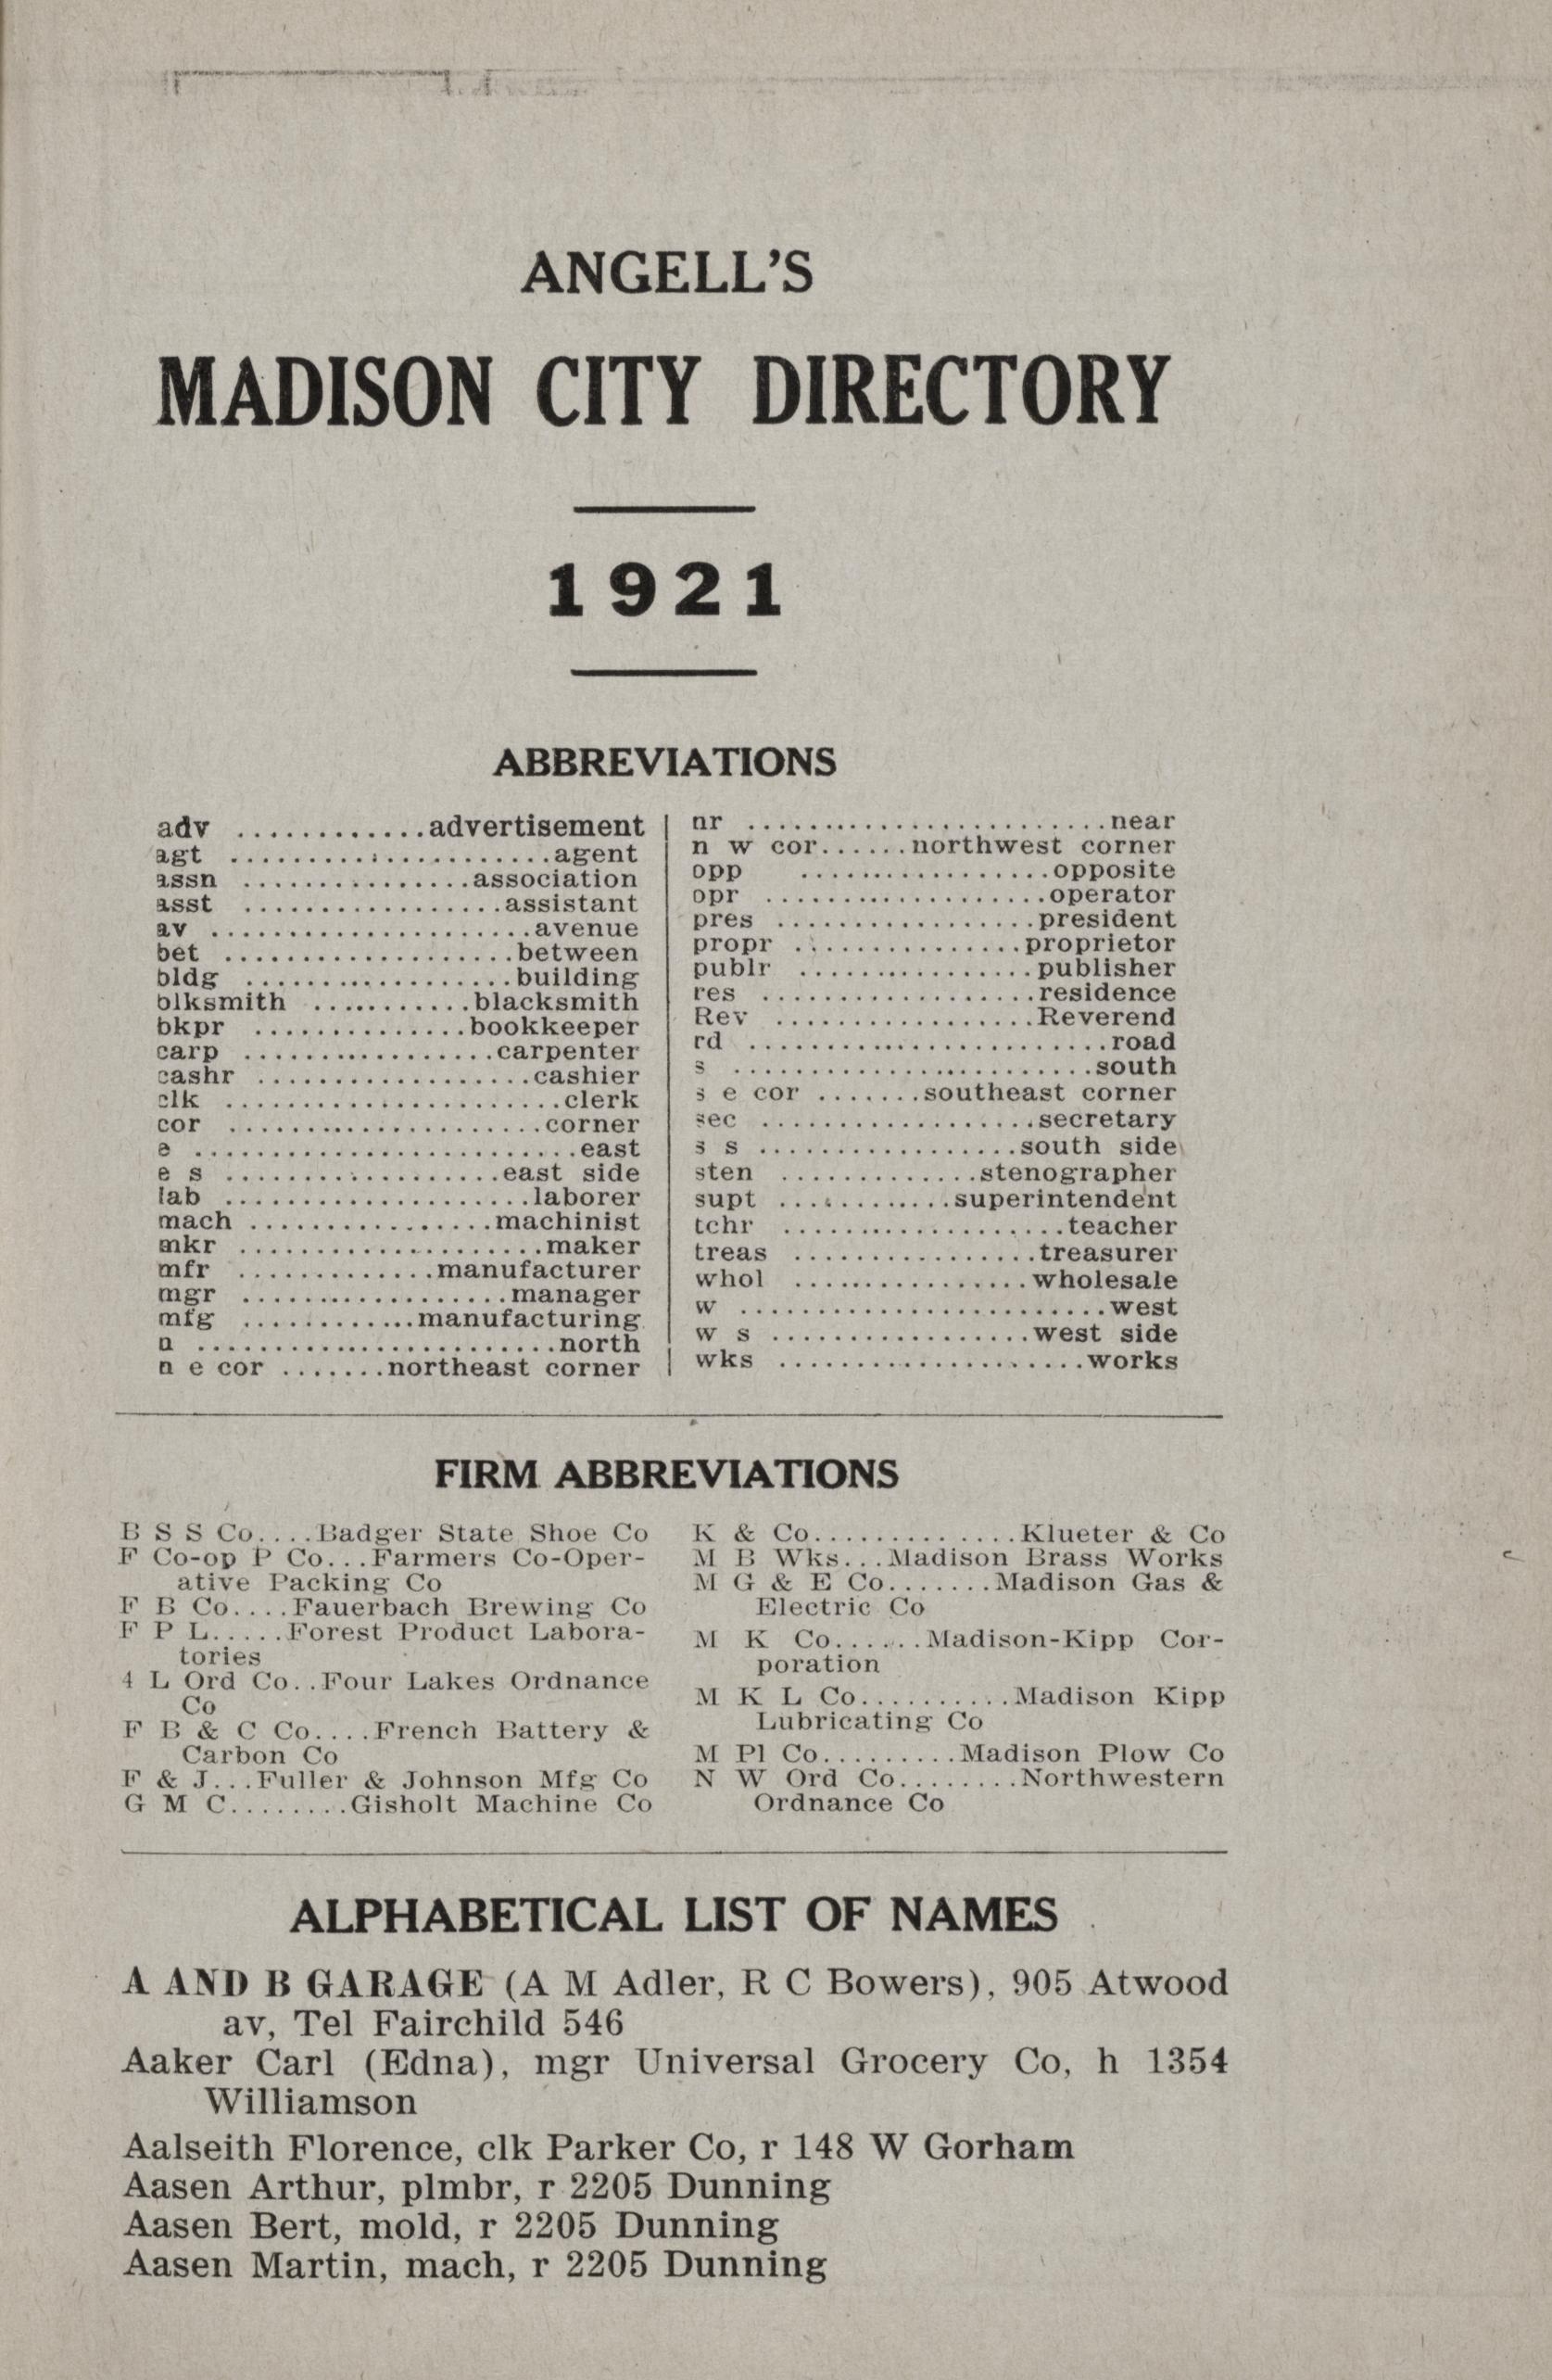 ANGELL'S
MADISON CITY DIRECTORY
1921
ABBREVIATIONS
adv .............advertisement
agt .....................agent
assn ...............association
asst .................assistant
av .....................avenue
bet ...................between
bldg ..................building
blksmith ...........blacksmith
bkpr ..............bookkeeper
carp .................carpenter
cashr ..................cashier
clk ......................clerk
cor .....................corner
e .........................east
e s ..................east side
lab ....................laborer
mach ................machinist
mkr ....................maker
mfr .............manufacturer
mgr ..................manager
mfg ............manufacturing
n ........................north
n e cor .......northeast corner
nr ........................near
n w cor......northwest corner
opp .................opposite
opr ...................operator
pres .................president
propr ...............proprietor
publr ................publisher
res ..................residence
Rev .................Reverend
rd ........................road
s ........................south
s e cor .......southeast corner
sec ..................secretary
s s .................south side
sten .............stenographer
supt ............superintendent
tchr ...................teacher
treas ................treasurer
whol ................wholesale
w ........................west
w s .................west side
wks ....................works
FIRM ABBREVIATIONS
B S S Co....Badger State Shoe Co
F Co-op P Co...Farmers Co-Oper-
ative Packing Co
F B Co....Fauerbach Brewing Co
F P L.....Forest Product Labora-
tories
4 L Ord Co..Four Lakes Ordnance
Co
F B & C Co....French Battery &
Carbon Co
F & J...Fuller & Johnson Mfg Co
G M C........Gisholt Machine Co
K & Co..............Klueter & Co
M B Wks...Madison Brass Works
M G & E Co.......Madison Gas &
Electric Co
M K Co.......Madison-Kipp Cor-
poration
M K L Co..........Madison Kipp
Lubricating Co
M Pl Co.........Madison Plow Co
N W Ord Co........Northwestern
Ordnance Co
ALPHABETICAL LIST OF NAMES
A AND B GARAGE (A M Adler, R C Bowers), 905 Atwood
av, Tel Fairchild 546
Aaker Carl (Edna), mgr Universal Grocery Co, h 1354
Williamson
Aalseith Florence, clk Parker Co, r 148 W Gorham
Aasen Arthur, plmbr, r 2205 Dunning
Aasen Bert, mold, r 2205 Dunning
Aasen Martin, mach, r 2205 Dunning